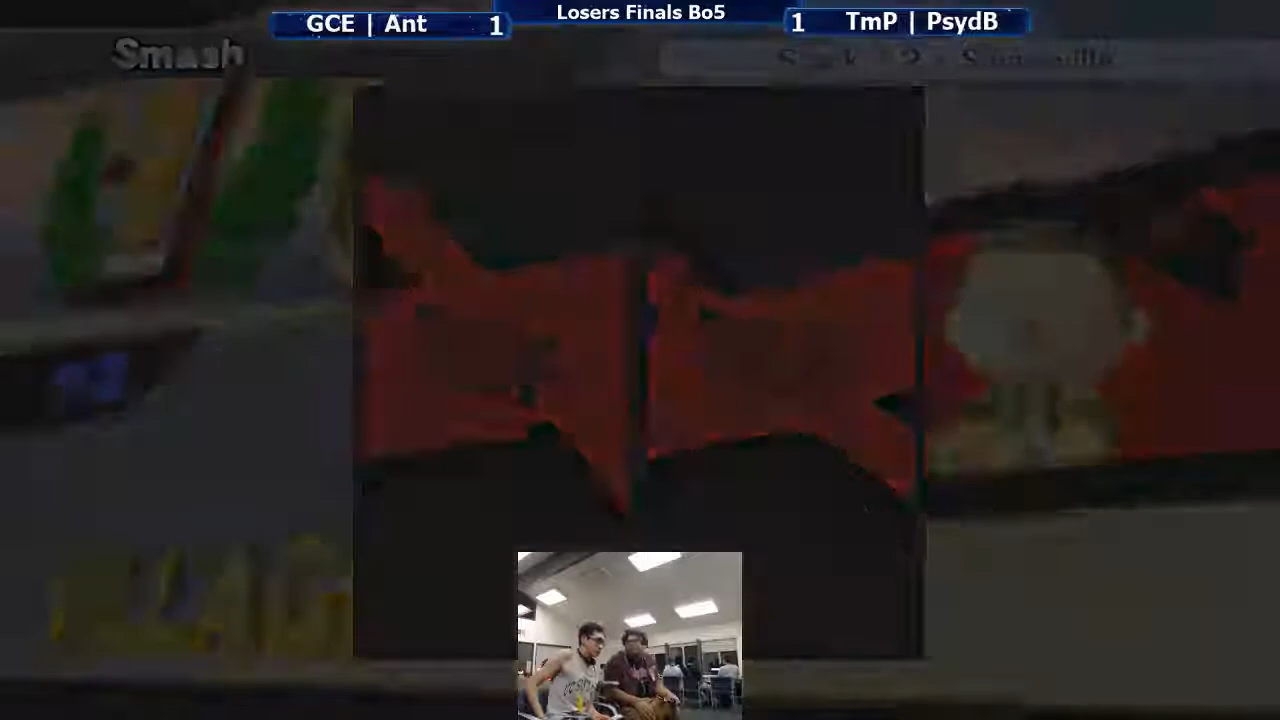 Losers Finals Bo5
GCE | Ant 1
1 TmP | PsydB
Smash